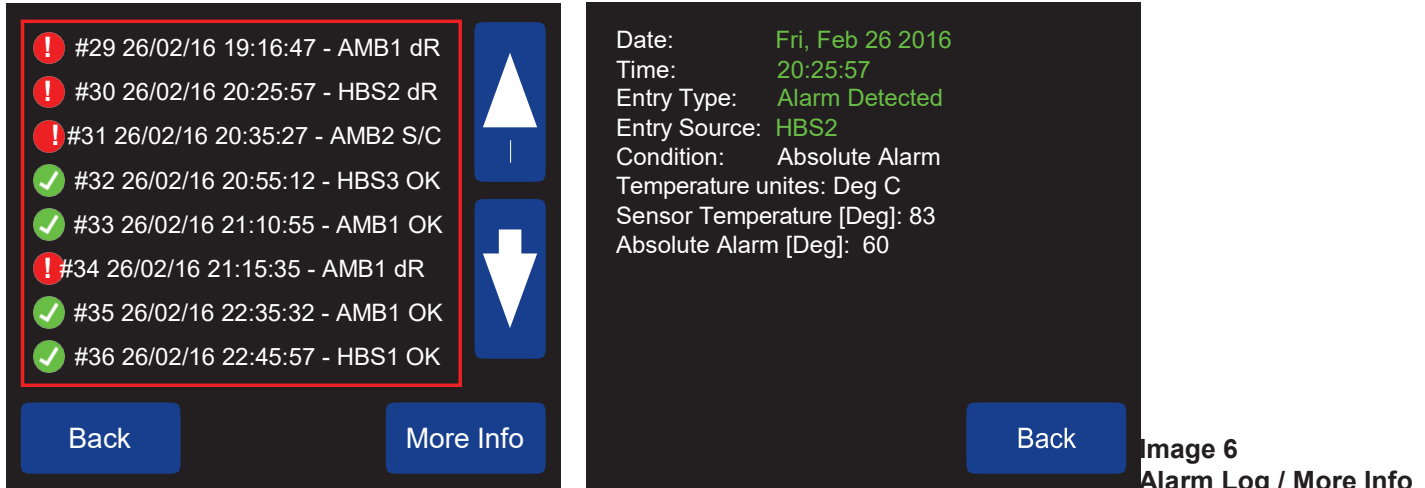 #29 26/02/16 19:16:47 - AMB1 dR
#30 26/02/16 20:25:57 - HBS2 dR
#31 26/02/16 20:35:27 - AMB2 S/C
#32 26/02/16 20:55:12 - HBS3 OK
#33 26/02/16 21:10:55 - AMB1 OK
#34 26/02/16 21:15:35 - AMB1 dR
#35 26/02/16 22:35:32 - AMB1 OK
#36 26/02/16 22:45:57 - HBS1 OK
Back
More Info
Date: Fri, Feb 26 2016
Time: 20:25:57
Entry Type: Alarm Detected
Entry Source: HBS2
Condition: Absolute Alarm
Temperature unites: Deg C
Sensor Temperature [Deg]: 83
Absolute Alarm [Deg]: 60
Back
Image 6
Alarm Log / More Info